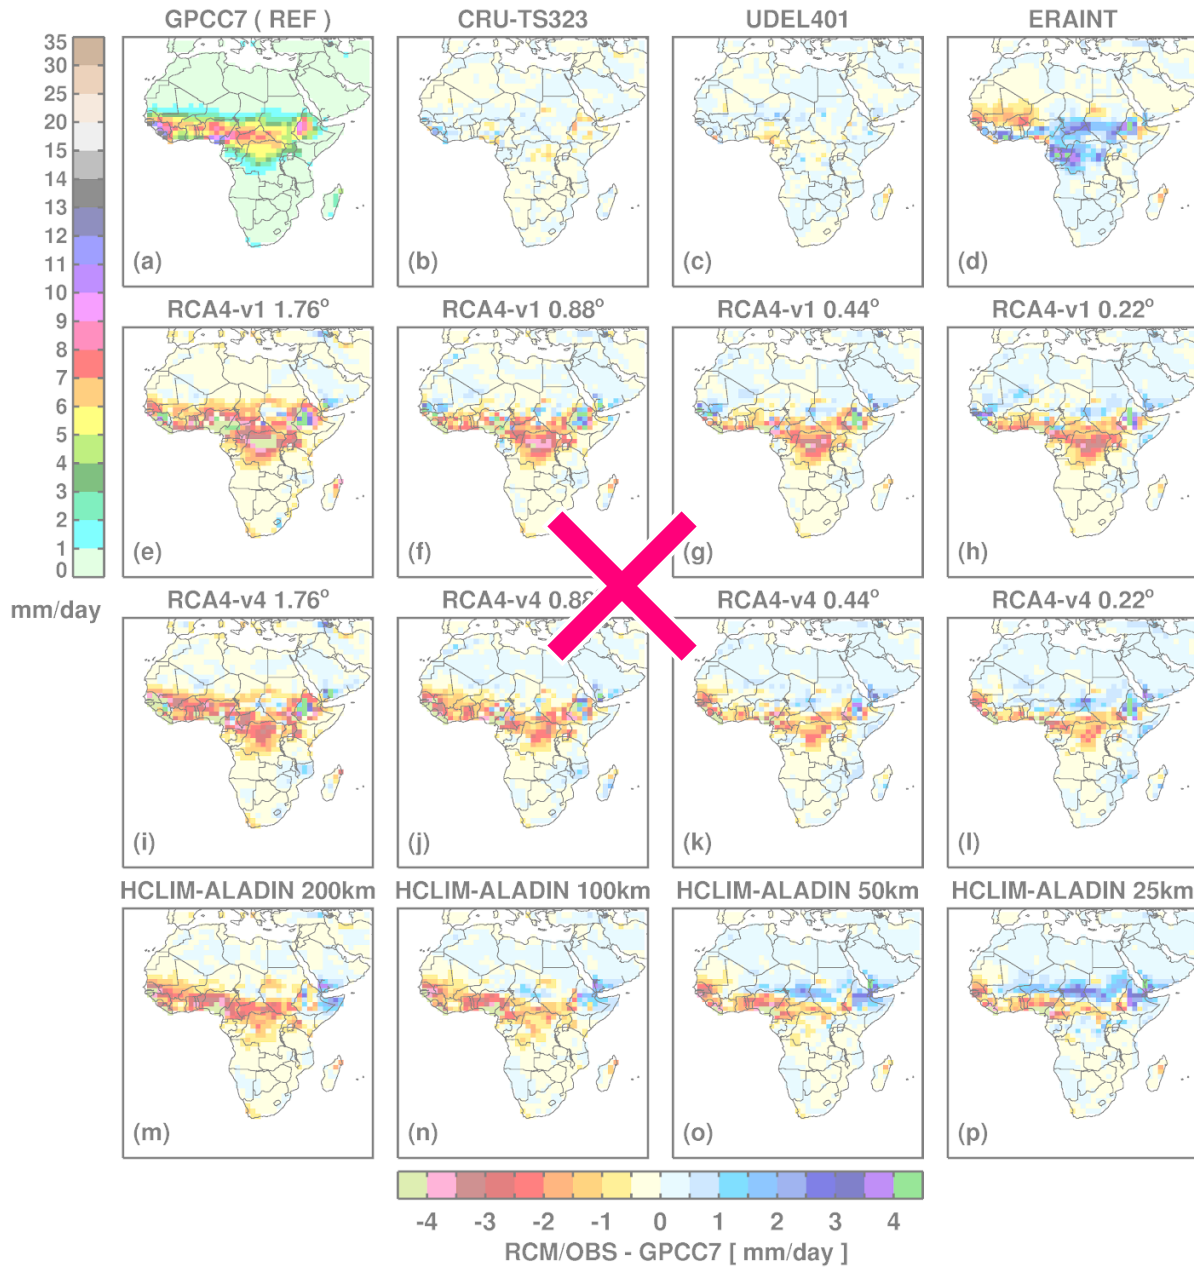 GPCC7 ( REF )
CRU-TS323
UDEL401
ERAINT
35
30
25
20
15
14
13
12
11
10
9
8
7
6
5
4
3
2
1
0
mm/day
(a)
(b)
(c)
(d)
RCA4-v1 1.76°
RCA4-v1 0.88°
RCA4-v1 0.44°
RCA4-v1 0.22°
(e)
(f)
(g)
(h)
RCA4-v4 1.76°
RCA4-v4 0.88
RCA4-v4 0.44°
RCA4-v4 0.22°
(i)
(j)
(k)
(l)
HCLIM-ALADIN 200km
HCLIM-ALADIN 100km
HCLIM-ALADIN 50km
HCLIM-ALADIN 25km
(m)
(n)
(o)
(p)
-4 -3 -2 -1 0 1 2 3 4
RCM/OBS - GPCC7 [ mm/day ]